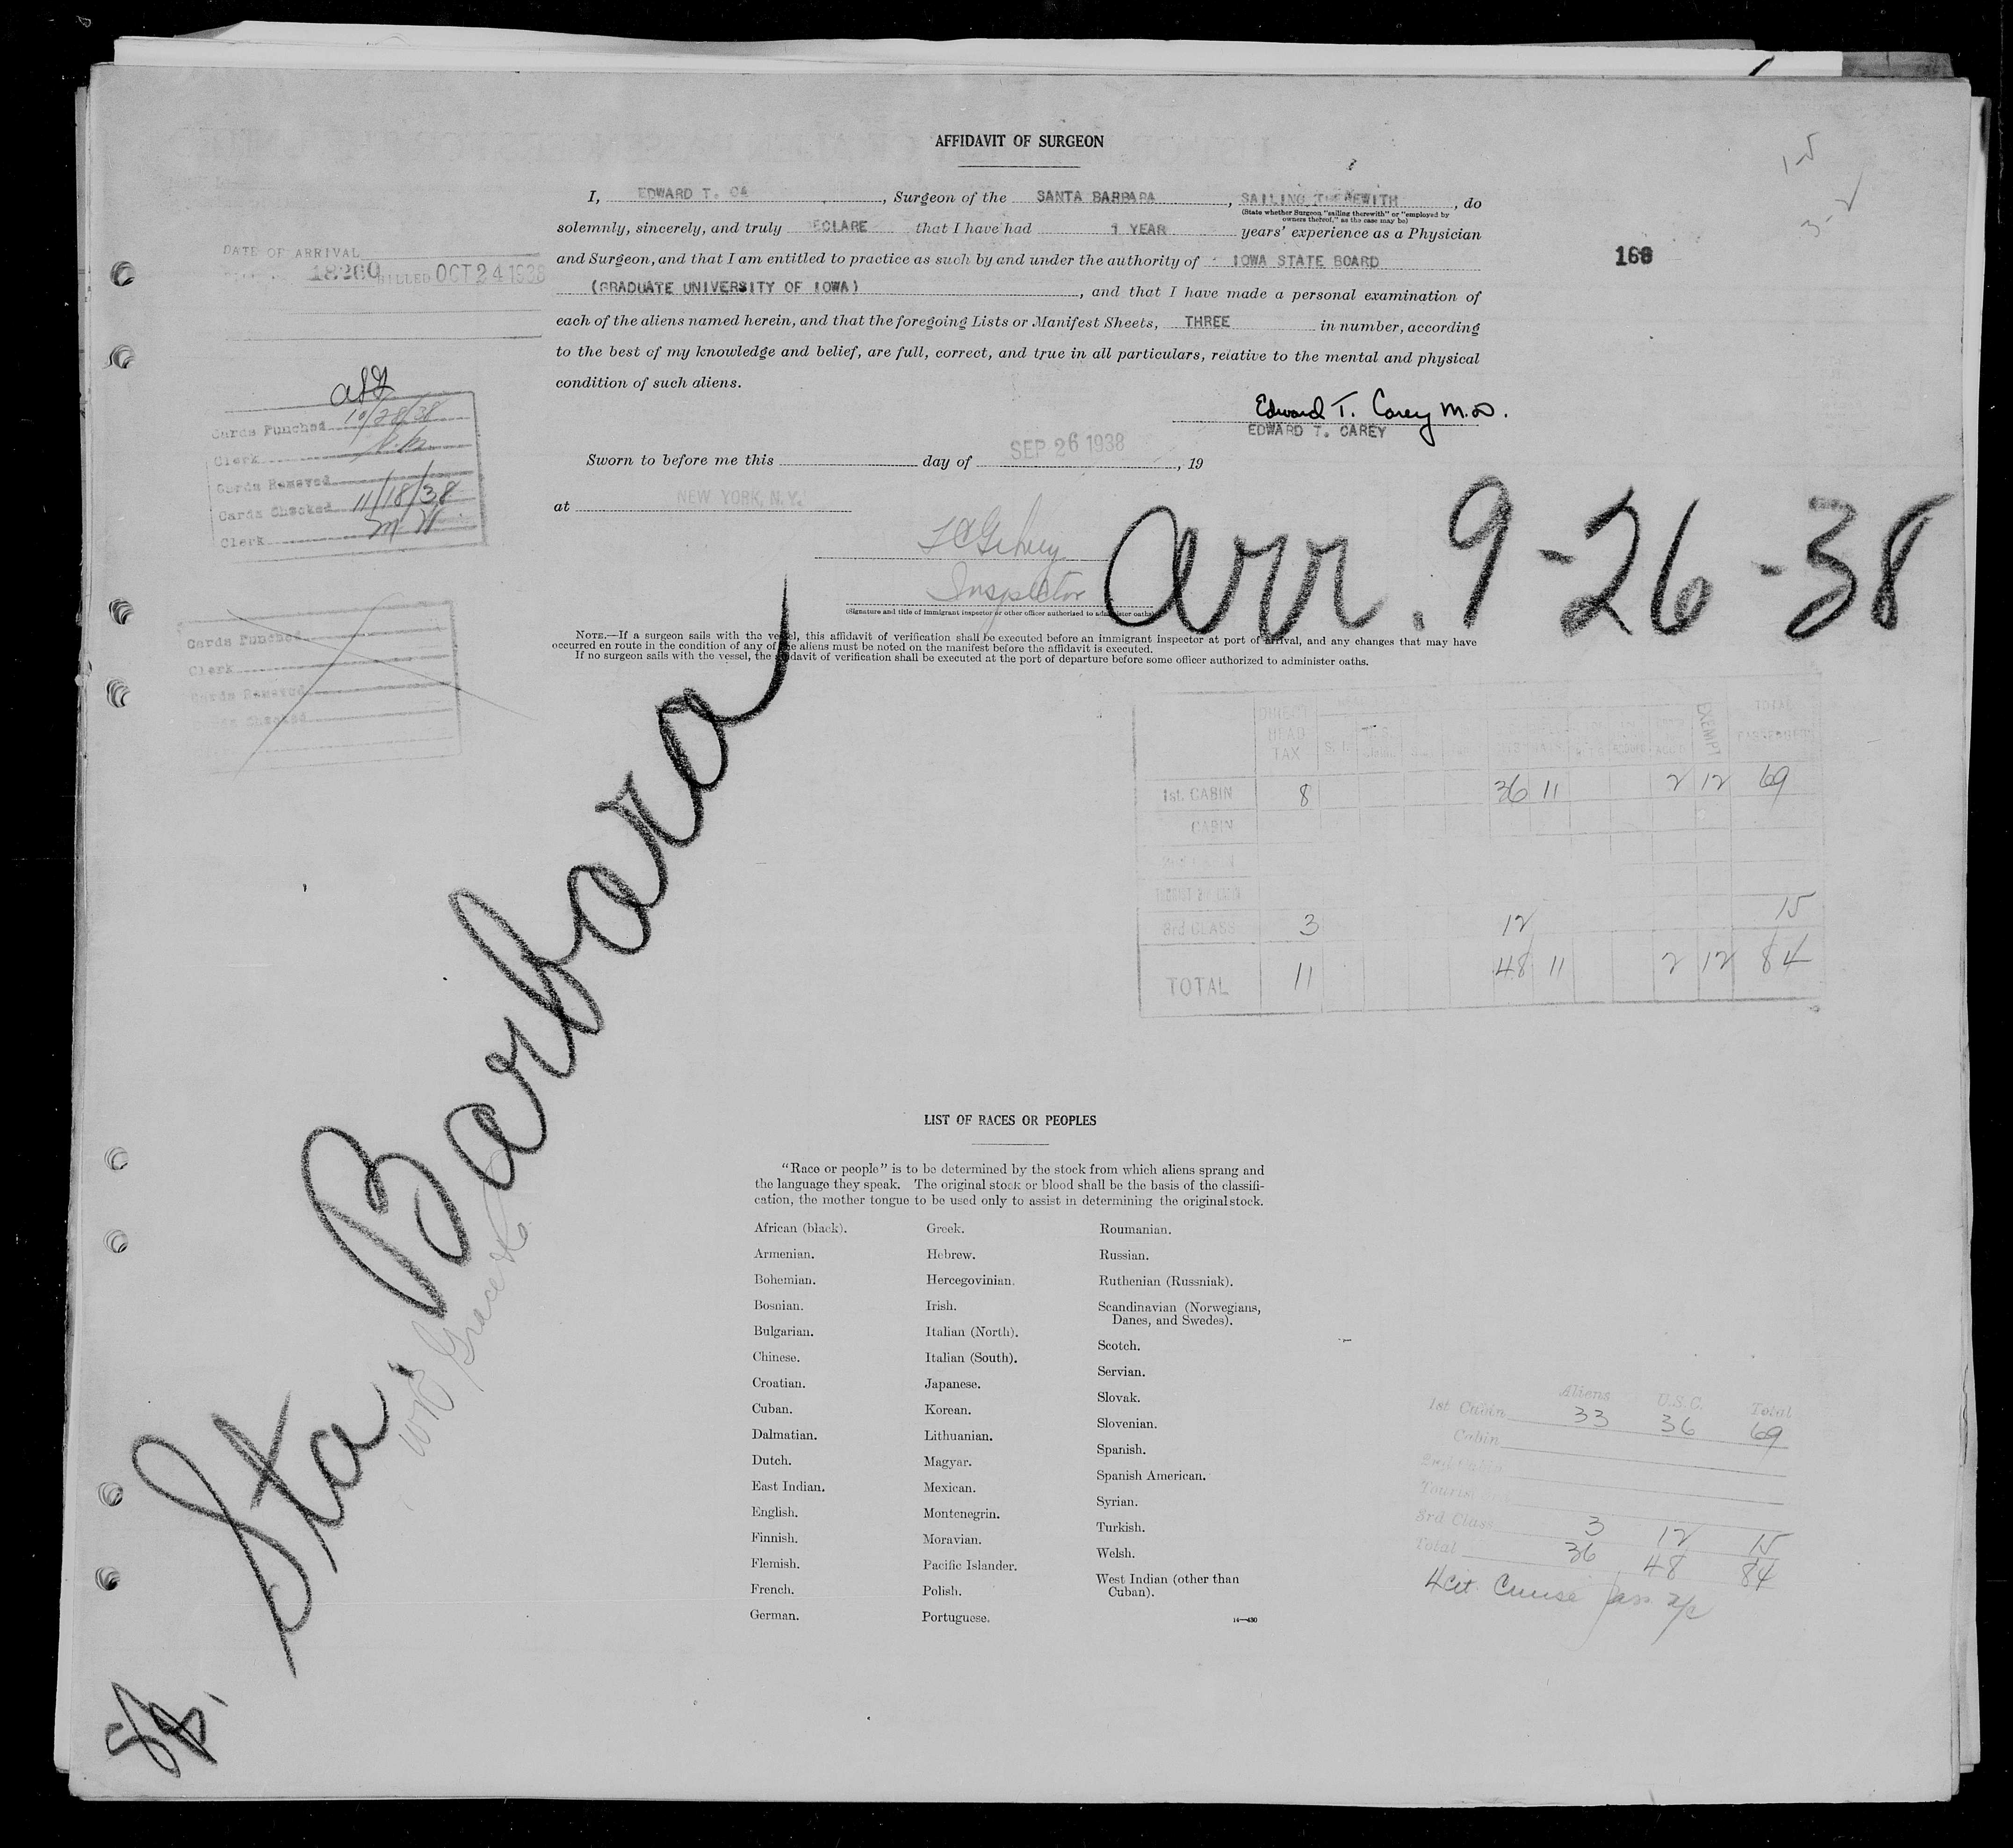 AFFIDAVIT OF SURGEON
I, EDWARD T. CA , Surgeon of the SANTA BARBARA , SAILING THEREWITH , do
(State whether Surgeon "sailing therewith" or "employed by
owners thereof," as the case may be)
solemnly, sincerely, and truly ECLARE that I have had 1 YEAR years' experience as a Physician
and Surgeon, and that I am entitled to practice as such by and under the authority of IOWA STATE BOARD
(GRADUATE UNIVERSITY OF IOWA) , and that I have made a personal examination of
each of the aliens named herein, and that the foregoing Lists or Manifest Sheets, THREE in number, according
to the best of my knowledge and belief, are full, correct, and true in all particulars, relative to the mental and physical
condition of such aliens.
Edward T. Carey M.D.
EDWARD T. CAREY
Sworn to before me this day of SEP 26 1938 , 19
at NEW YORK, N.Y.
Inspector
(Signature and title of immigrant inspector or other officer authorized to administer oaths)
arr. 9-26-38
NOTE.—If a surgeon sails with the vessel, this affidavit of verification shall be executed before an immigrant inspector at port of arrival, and any changes that may have
occurred en route in the condition of any of the aliens must be noted on the manifest before the affidavit is executed.
If no surgeon sails with the vessel, the affidavit of verification shall be executed at the port of departure before some officer authorized to administer oaths.
168
DATE OF ARRIVAL
18260 BILLED OCT 24 1938
Cards Punched 10/28/38
Clerk
Cards Removed
Cards Checked 11/18/38
Clerk
Cards Punched
Clerk
Cards Removed
Cards Checked
Sta. Barbara
DIRECT HEAD TAX EXEMPT TOTAL PASSENGERS
1st. CABIN 8 36 11 2 12 69
CABIN
3rd CLASS 3 12 15
TOTAL 11 48 11 2 12 84
LIST OF RACES OR PEOPLES
"Race or people" is to be determined by the stock from which aliens sprang and
the language they speak. The original stock or blood shall be the basis of the classifi-
cation, the mother tongue to be used only to assist in determining the original stock.
African (black).
Armenian.
Bohemian.
Bosnian.
Bulgarian.
Chinese.
Croatian.
Cuban.
Dalmatian.
Dutch.
East Indian.
English.
Finnish.
Flemish.
French.
German.
Greek.
Hebrew.
Hercegovinian.
Irish.
Italian (North).
Italian (South).
Japanese.
Korean.
Lithuanian.
Magyar.
Mexican.
Montenegrin.
Moravian.
Pacific Islander.
Polish.
Portuguese.
Roumanian.
Russian.
Ruthenian (Russniak).
Scandinavian (Norwegians,
Danes, and Swedes).
Scotch.
Servian.
Slovak.
Slovenian.
Spanish.
Spanish American.
Syrian.
Turkish.
Welsh.
West Indian (other than
Cuban).
14—430
Aliens U.S.C. Total
1st Cabin 33 36 69
Cabin
3rd Class 3 12 15
Total 36 48 84
4 Cit. Cruise